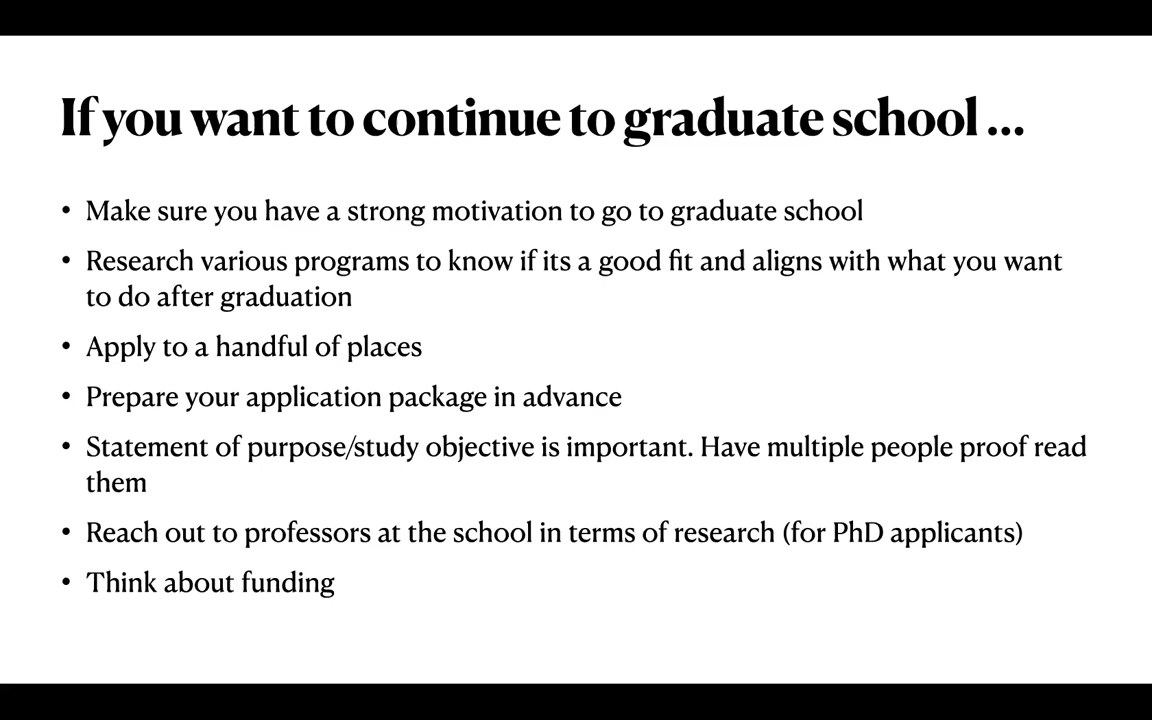 If you want to continue to graduate school ...
• Make sure you have a strong motivation to go to graduate school
• Research various programs to know if its a good fit and aligns with what you want
to do after graduation
• Apply to a handful of places
• Prepare your application package in advance
• Statement of purpose/study objective is important. Have multiple people proof read
them
• Reach out to professors at the school in terms of research (for PhD applicants)
• Think about funding